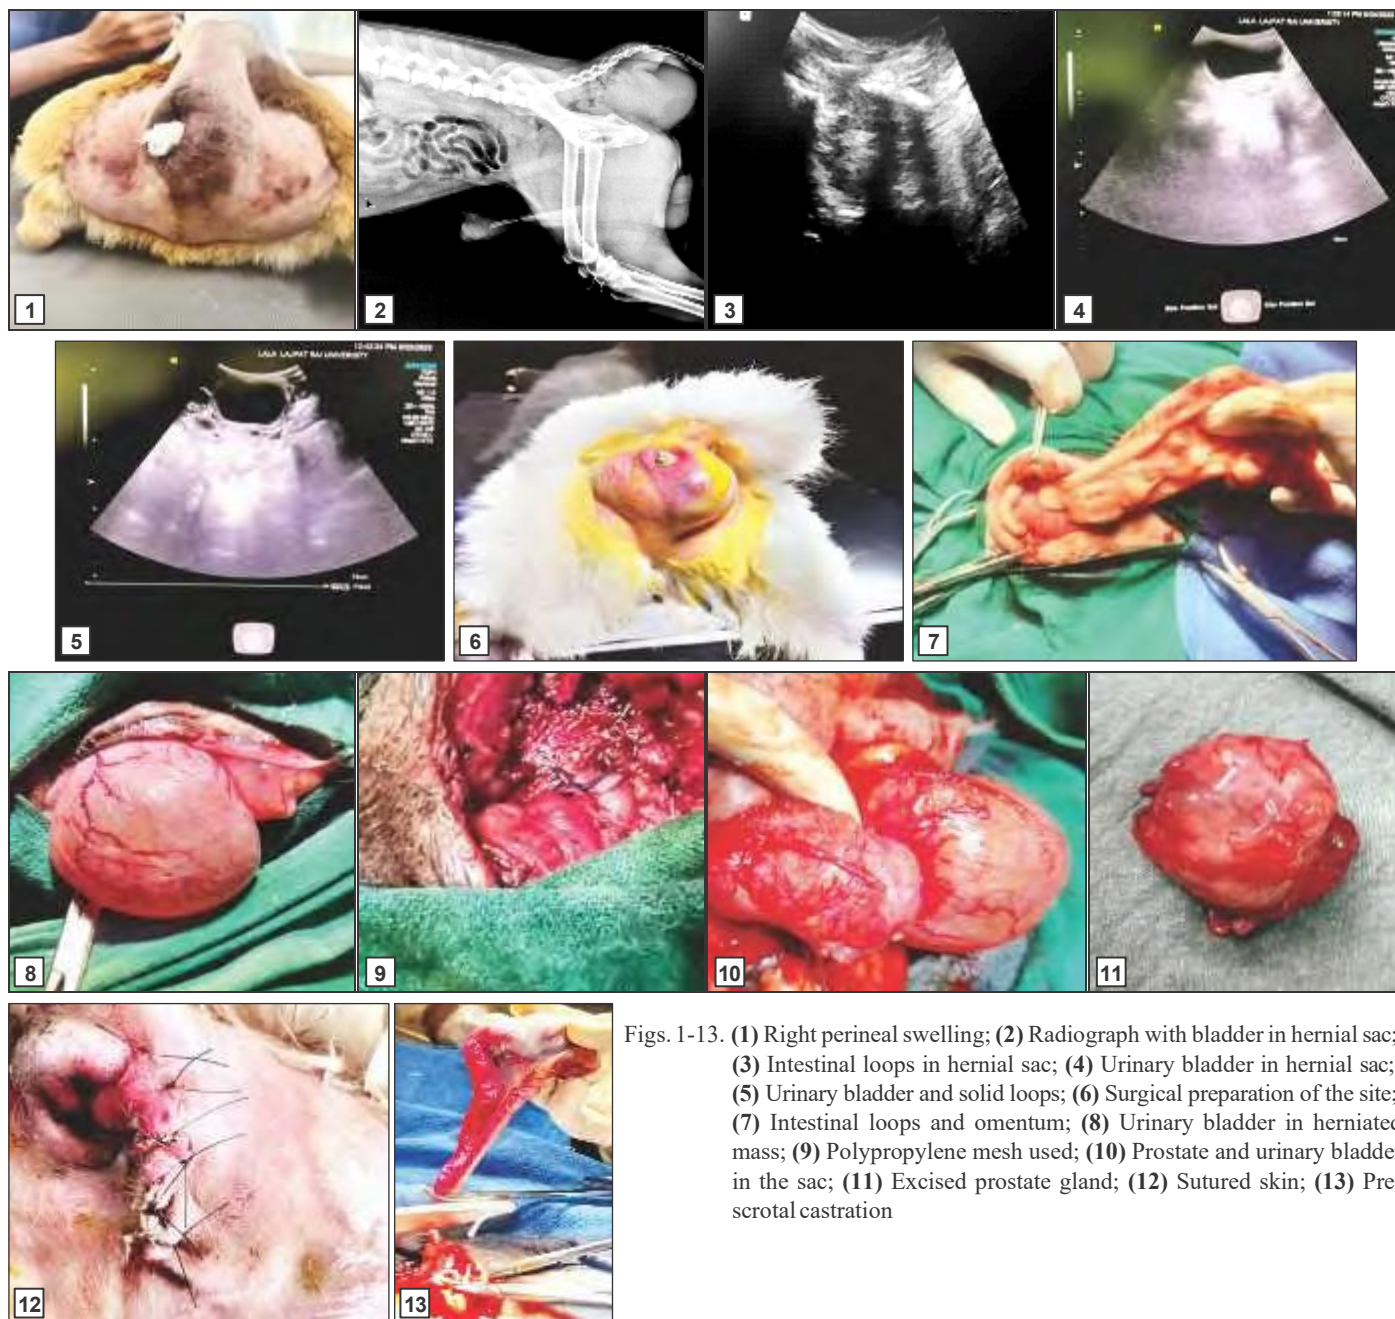 LALA LAJPAT RAI UNIVERSITY
1
2
3
4
LALA LAJPAT RAI UNIVERSITY
5
6
7
8
9
10
11
12
13
Figs. 1-13. (1) Right perineal swelling; (2) Radiograph with bladder in hernial sac;
(3) Intestinal loops in hernial sac; (4) Urinary bladder in hernial sac;
(5) Urinary bladder and solid loops; (6) Surgical preparation of the site;
(7) Intestinal loops and omentum; (8) Urinary bladder in herniated
mass; (9) Polypropylene mesh used; (10) Prostate and urinary bladde
in the sac; (11) Excised prostate gland; (12) Sutured skin; (13) Pre
scrotal castration